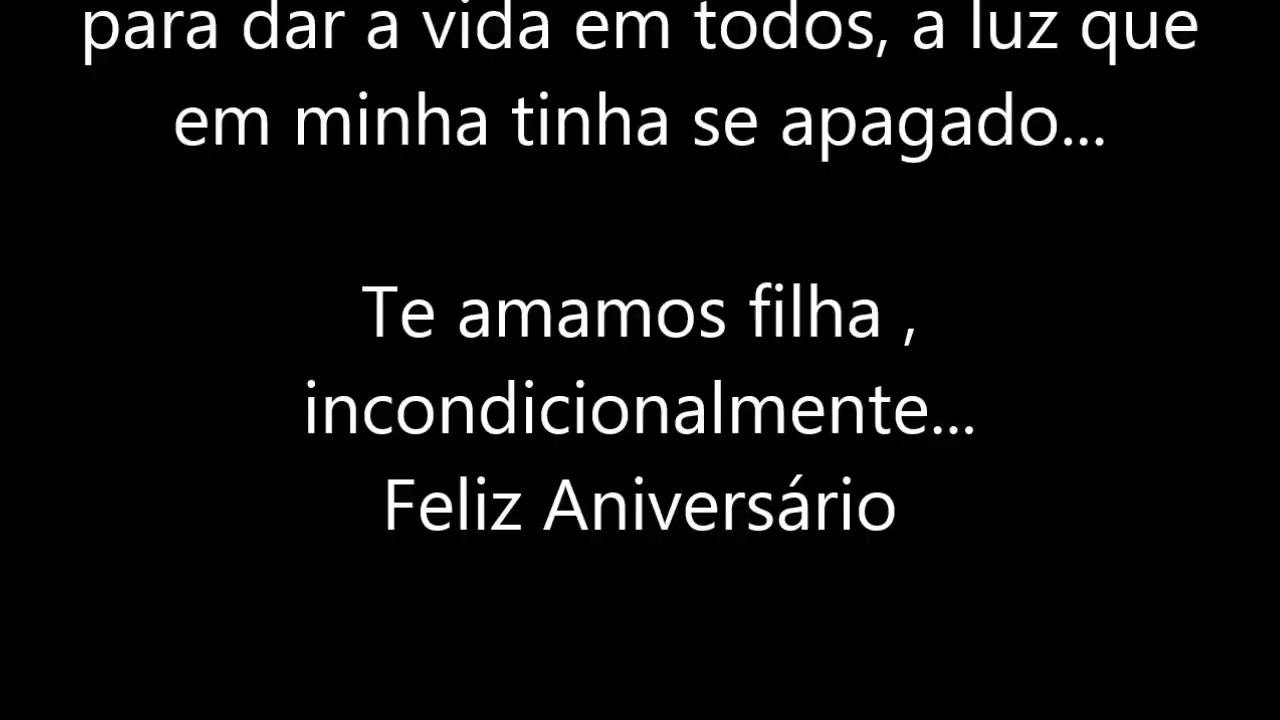 para dar a vida em todos, a luz que
em minha tinha se apagado...
Te amamos filha ,
incondicionalmente...
Feliz Aniversário